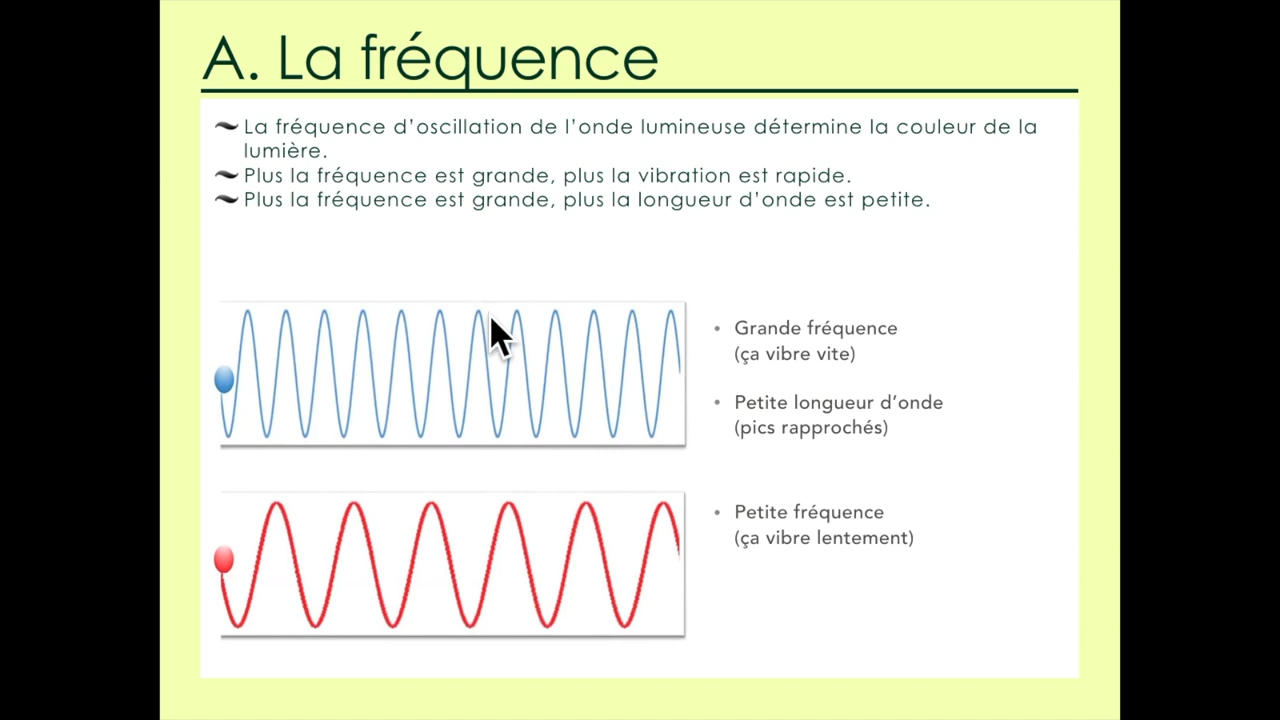 A. La fréquence
La fréquence d’oscillation de l’onde lumineuse détermine la couleur de la
lumière.
Plus la fréquence est grande, plus la vibration est rapide.
Plus la fréquence est grande, plus la longueur d’onde est petite.
• Grande fréquence
(ça vibre vite)
• Petite longueur d’onde
(pics rapprochés)
• Petite fréquence
(ça vibre lentement)